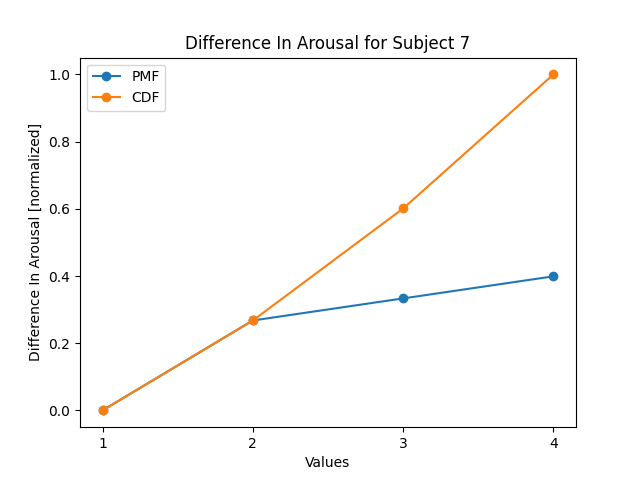 Difference In Arousal for Subject 7
PMF
CDF
1.0
0.8
0.6
0.4
0.2
0.0
Difference In Arousal [normalized]
1 2 3 4
Values